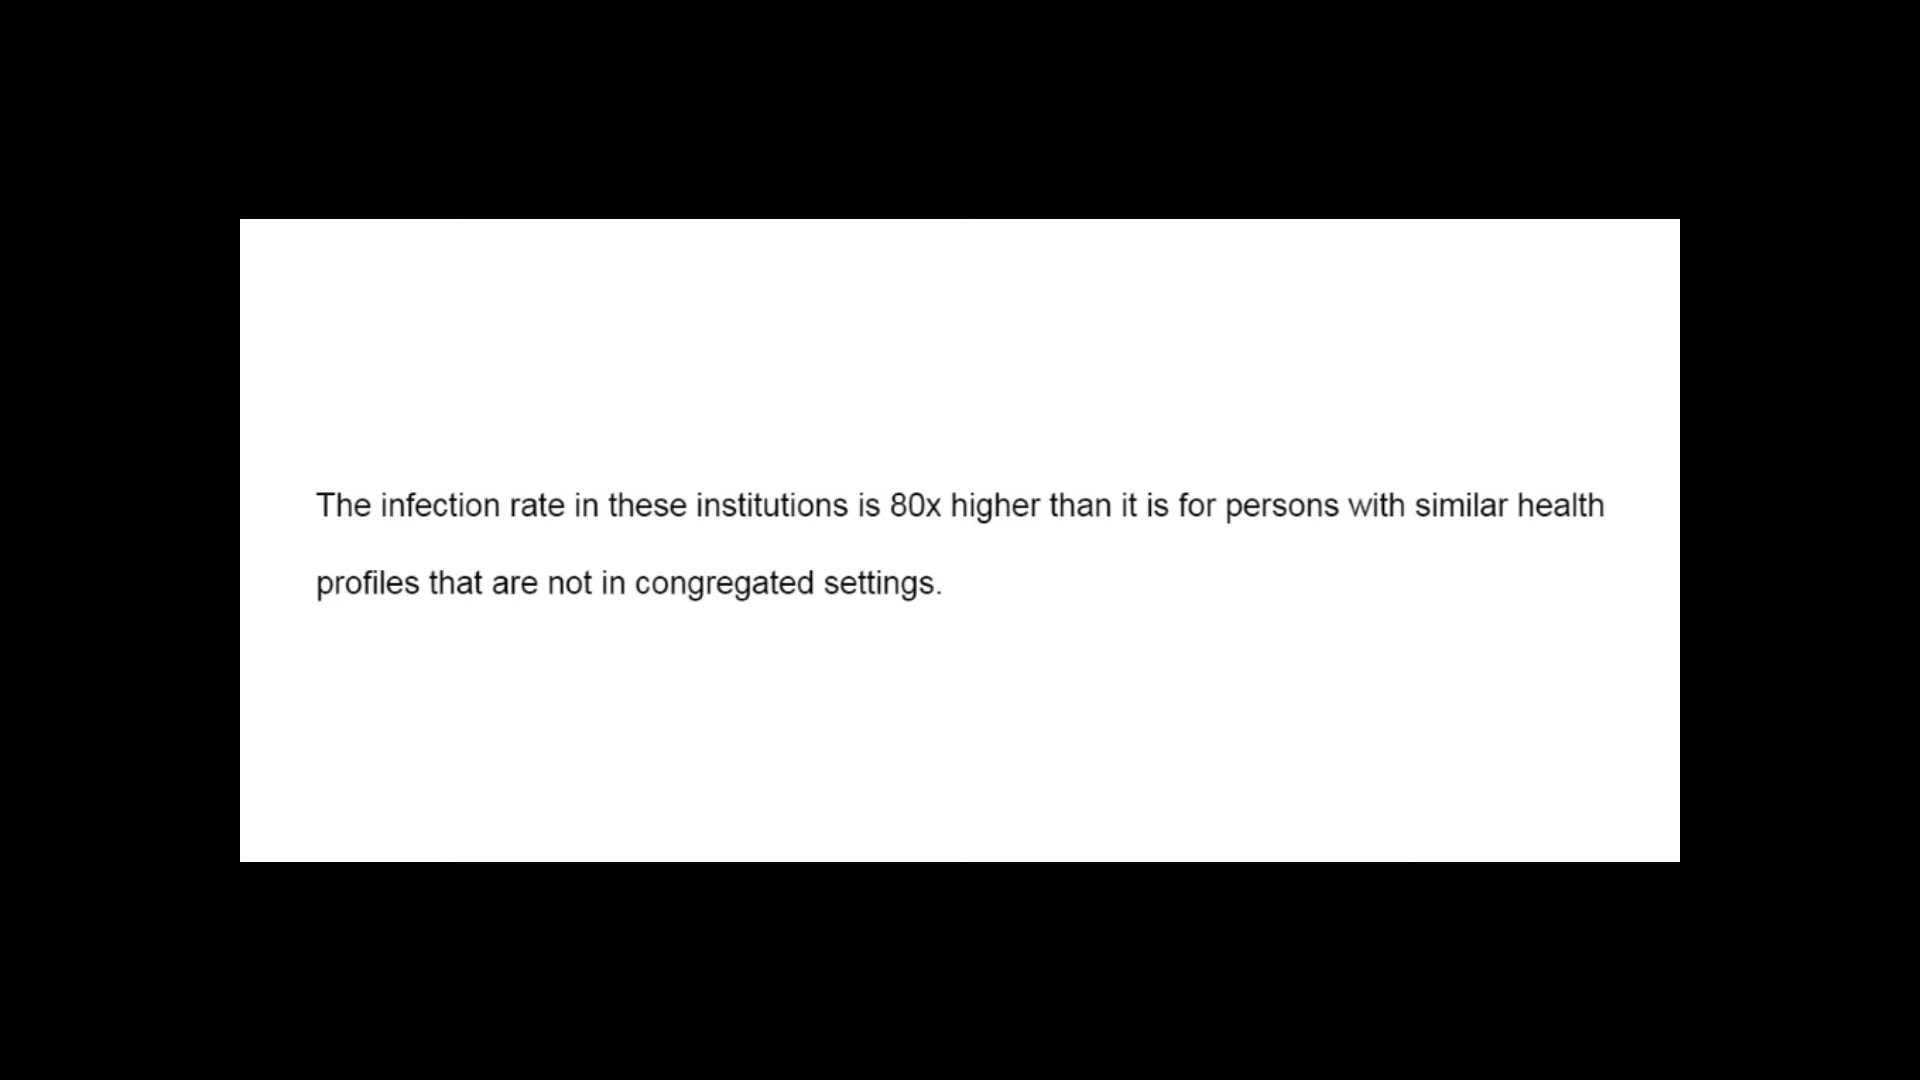 The infection rate in these institutions is 80x higher than it is for persons with similar health
profiles that are not in congregated settings.